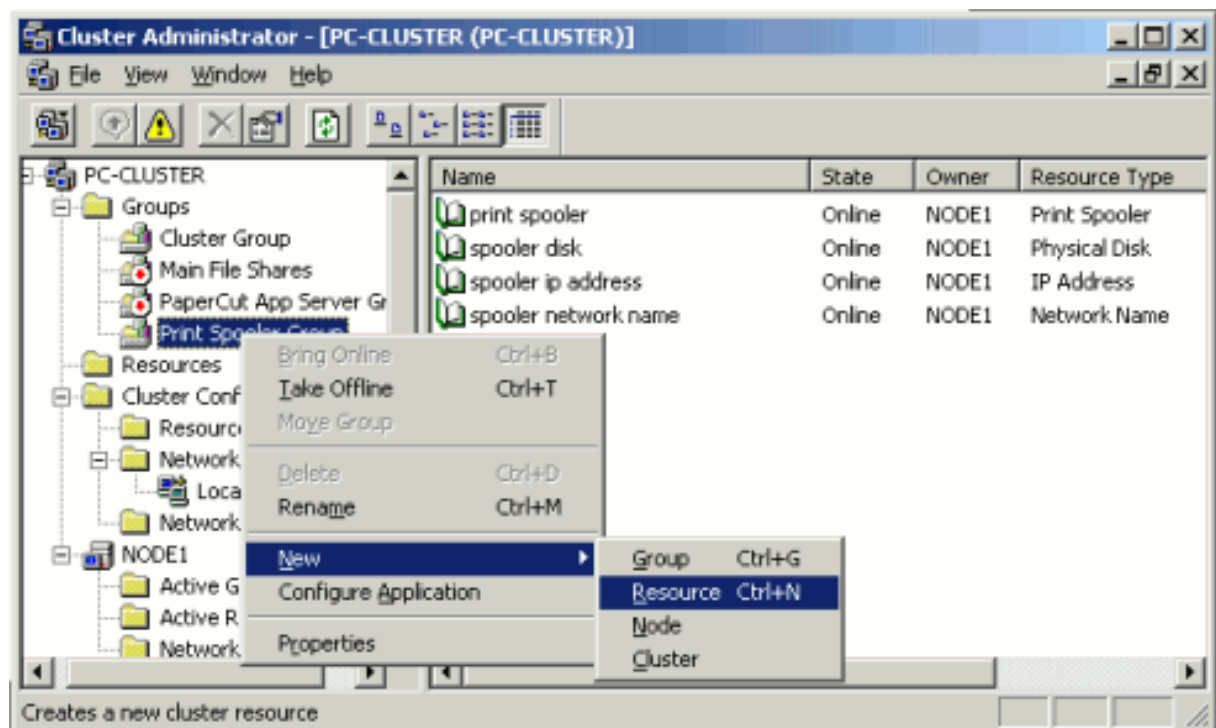 Cluster Administrator - [PC-CLUSTER (PC-CLUSTER)]
File View Window Help
PC-CLUSTER
Groups
Cluster Group
Main File Shares
PaperCut App Server Gr
Print Spooler Group
Resources
Cluster Conf
Resourc
Network
Loca
Network
NODE1
Active G
Active R
Network
Name State Owner Resource Type
print spooler Online NODE1 Print Spooler
spooler disk Online NODE1 Physical Disk
spooler ip address Online NODE1 IP Address
spooler network name Online NODE1 Network Name
Bring Online Ctrl+B
Take Offline Ctrl+T
Move Group
Delete Ctrl+D
Rename Ctrl+M
New
Configure Application
Properties
Group Ctrl+G
Resource Ctrl+N
Node
Cluster
Creates a new cluster resource